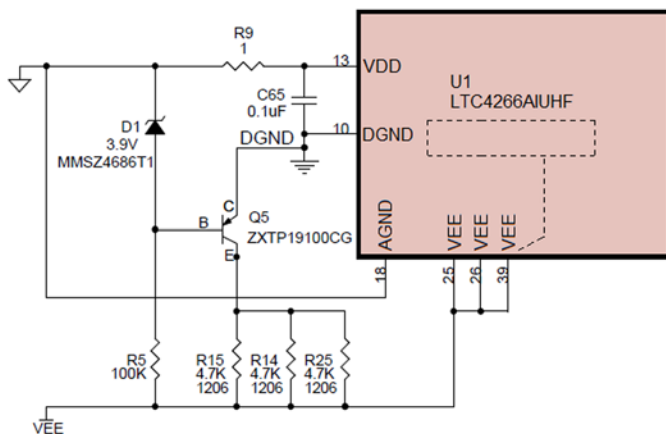 R9
1
13
VDD
U1
LTC4266AIUHF
C65
0.1uF
D1
3.9V
MMSZ4686T1
DGND
10
DGND
C
B
Q5
ZXTP19100CG
E
AGND
VEE
VEE
VEE
18
25
26
39
R5
100K
R15
4.7K
1206
R14
4.7K
1206
R25
4.7K
1206
VEE